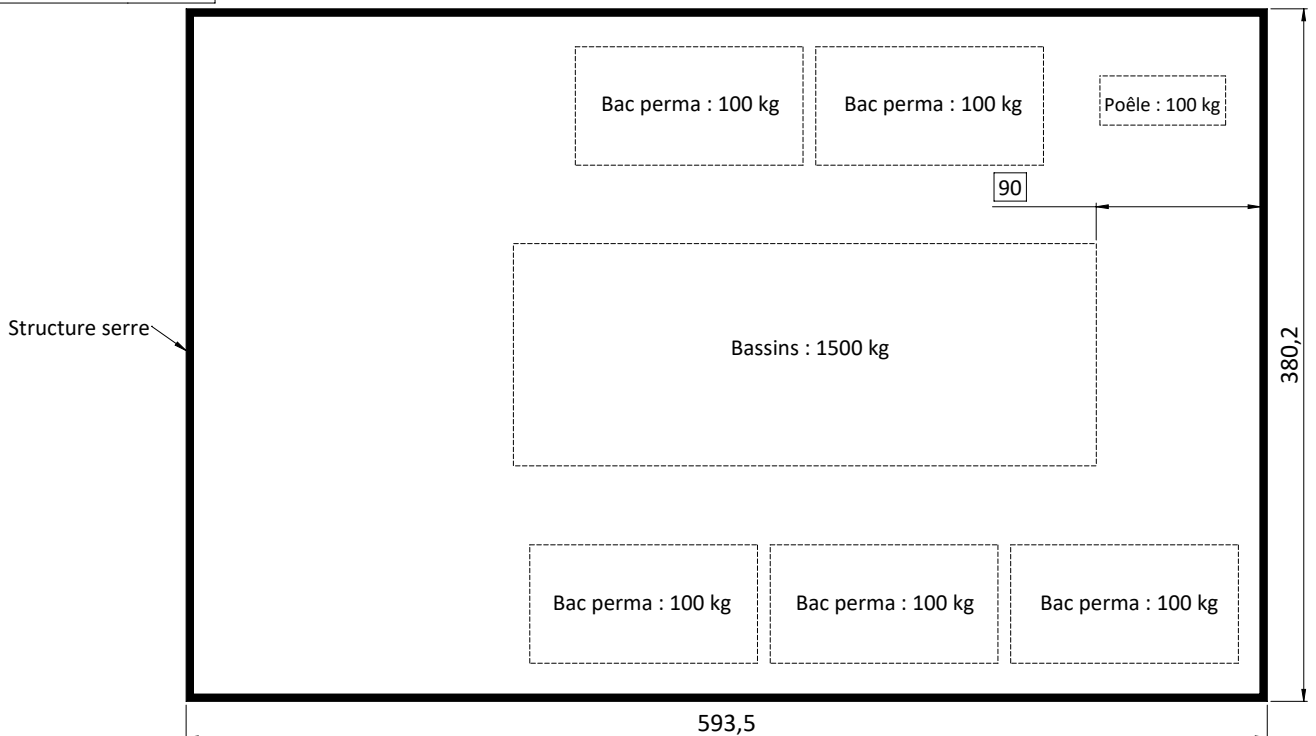 Bac perma : 100 kg
Bac perma : 100 kg
Poêle : 100 kg
90
Structure serre
Bassins : 1500 kg
380,2
Bac perma : 100 kg
Bac perma : 100 kg
Bac perma : 100 kg
593,5